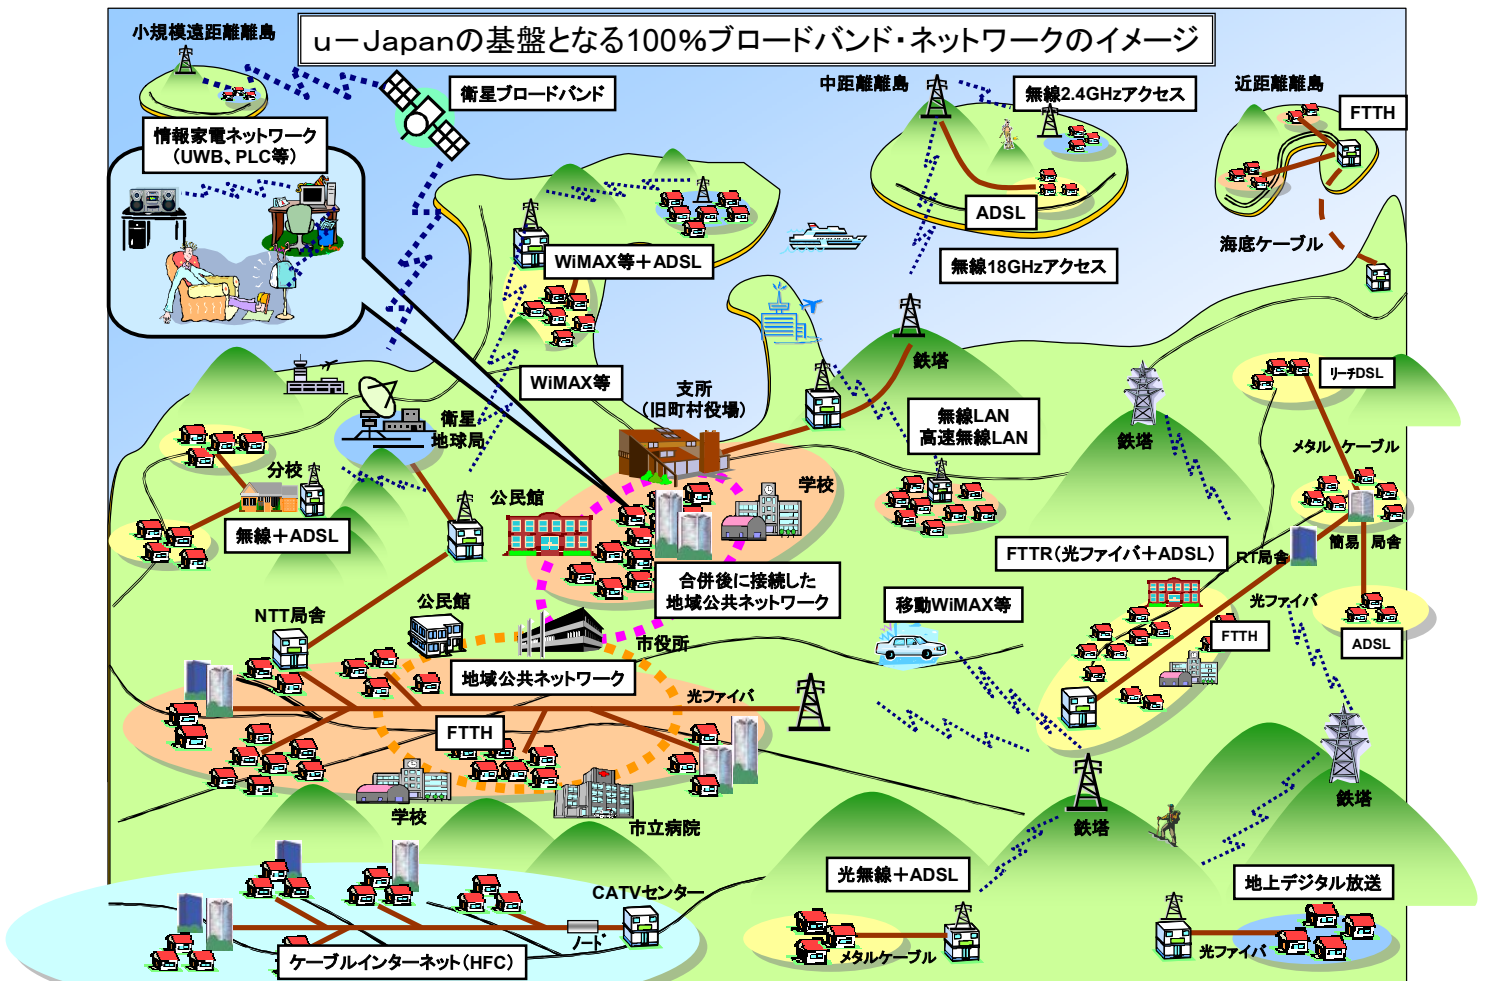 u－Japanの基盤となる100％ブロードバンド・ネットワークのイメージ
小規模遠距離離島
衛星ブロードバンド
中距離離島
無線2.4GHzアクセス
近距離離島
FTTH
情報家電ネットワーク
（UWB、PLC等）
ADSL
海底ケーブル
WiMAX等＋ADSL
無線18GHzアクセス
鉄塔
WiMAX等
支所
（旧町村役場）
リーチDSL
無線LAN
高速無線LAN
衛星
地球局
鉄塔
メタル ケーブル
分校
公民館
学校
無線＋ADSL
FTTR（光ファイバ＋ADSL）
RT局舎
簡易 局舎
合併後に接続した
地域公共ネットワーク
公民館
移動WiMAX等
光ファイバ
NTT局舎
市役所
FTTH
ADSL
地域公共ネットワーク
光ファイバ
FTTH
学校
市立病院
鉄塔
鉄塔
光無線＋ADSL
地上デジタル放送
CATVセンター
ノード
ケーブルインターネット（HFC）
メタルケーブル
光ファイバ